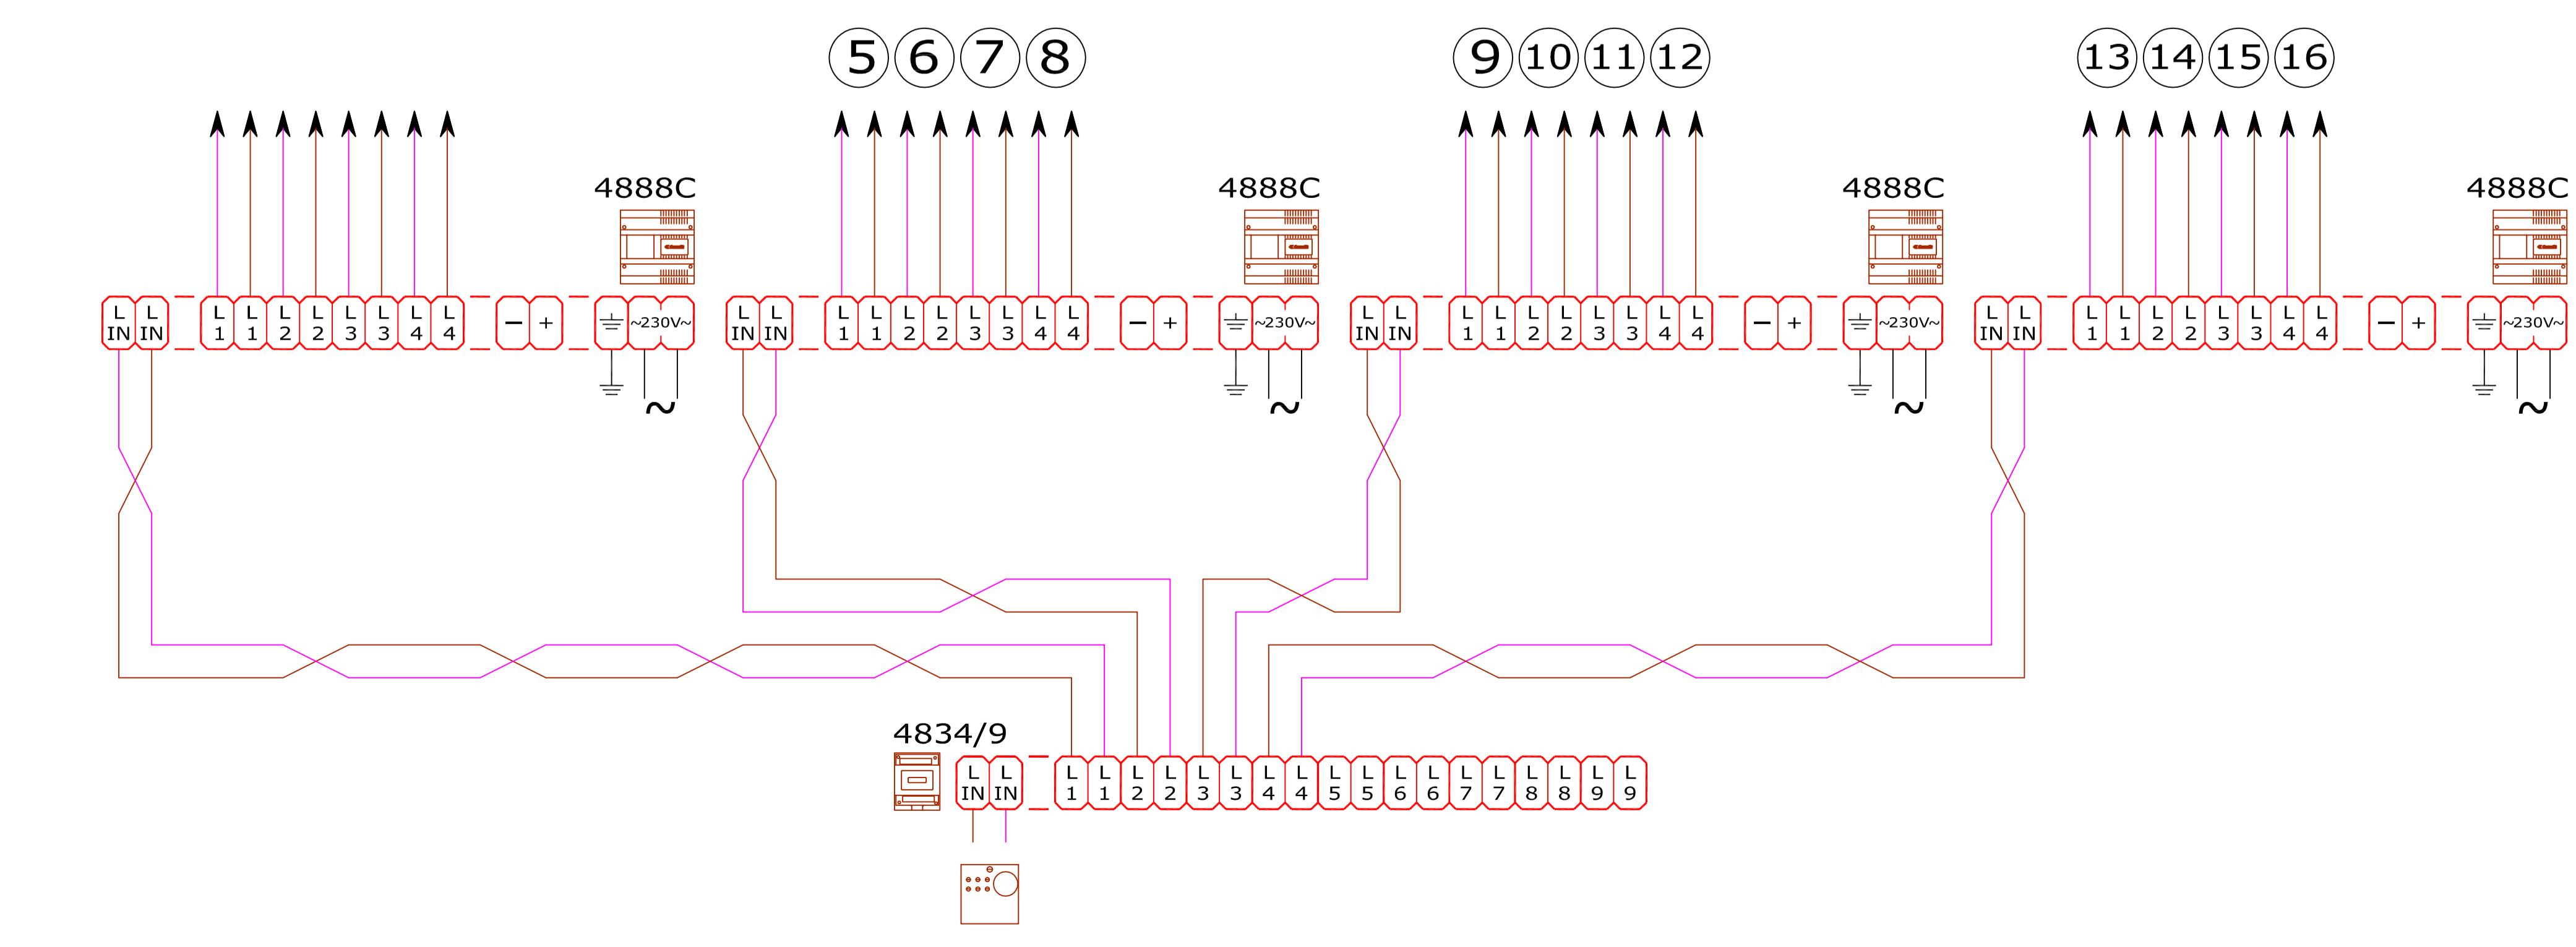 5 6 7 8 9 10 11 12 13 14 15 16
4888C 4888C 4888C 4888C
L L L L L L L L L L L L L L L L L L L L L L L L L L L L L L L L L L L L L L L L
IN IN 1 1 2 2 3 3 4 4 − + ~230V~ IN IN 1 1 2 2 3 3 4 4 − + ~230V~ IN IN 1 1 2 2 3 3 4 4 − + ~230V~ IN IN 1 1 2 2 3 3 4 4 − + ~230V~
~ ~ ~ ~
4834/9
L L L L L L L L L L L L L L L L L L L L
IN IN 1 1 2 2 3 3 4 4 5 5 6 6 7 7 8 8 9 9